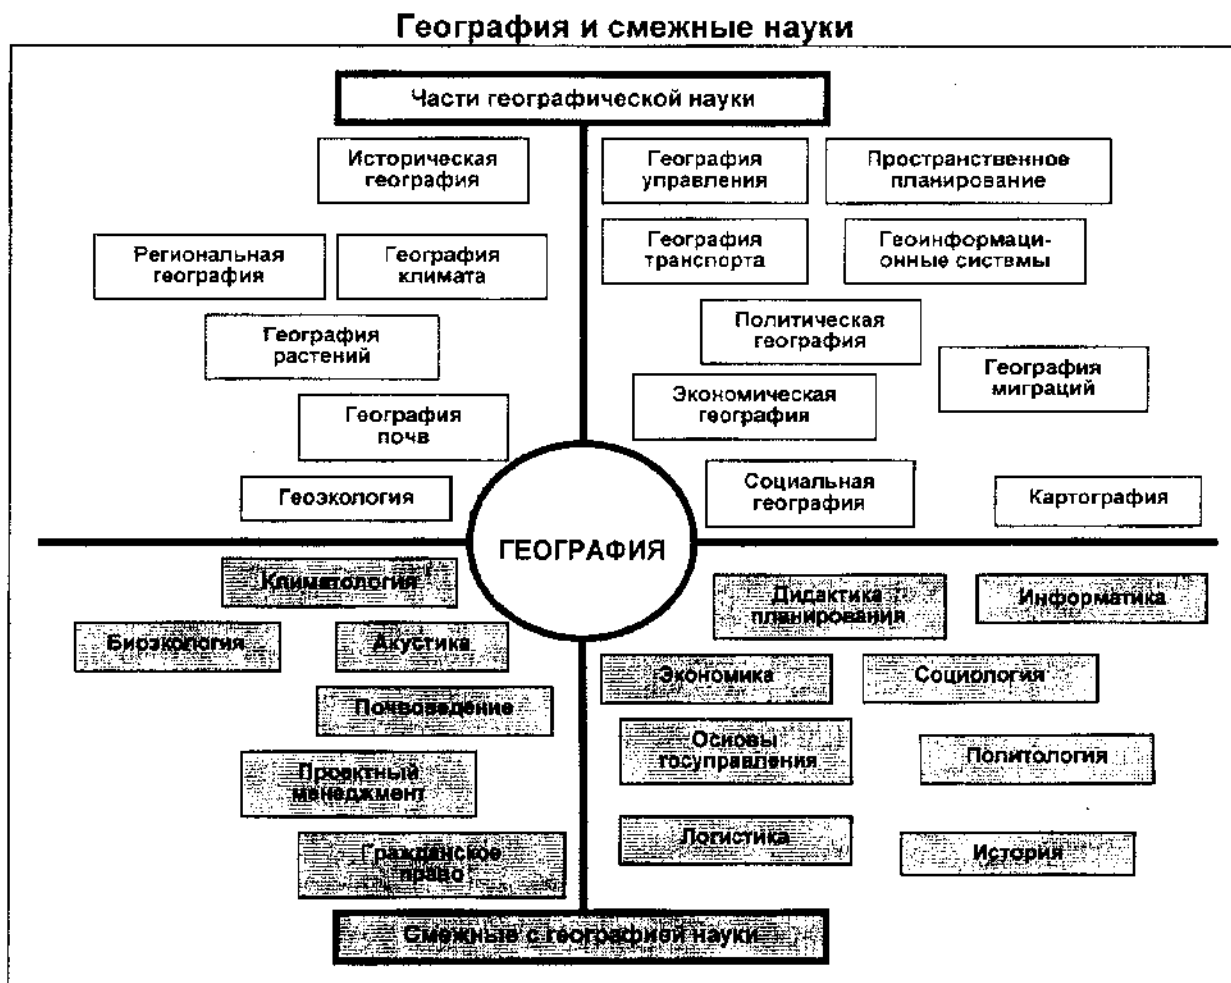 География и смежные науки
Части географической науки
Историческая
география
География
управления
Пространственное
планирование
Региональная
география
География
климата
География
транспорта
Геоинформаци-
онные системы
География
растений
Политическая
география
География
миграций
География
почв
Экономическая
география
Геоэкология
Социальная
география
Картография
ГЕОГРАФИЯ
Климатология
Дидактика
планирования
Информатика
Биоэкология
Акустика
Экономика
Социология
Почвоведение
Основы
госуправления
Политология
Проектный
менеджмент
Логистика
История
Гражданское
право
Смежные с географией науки